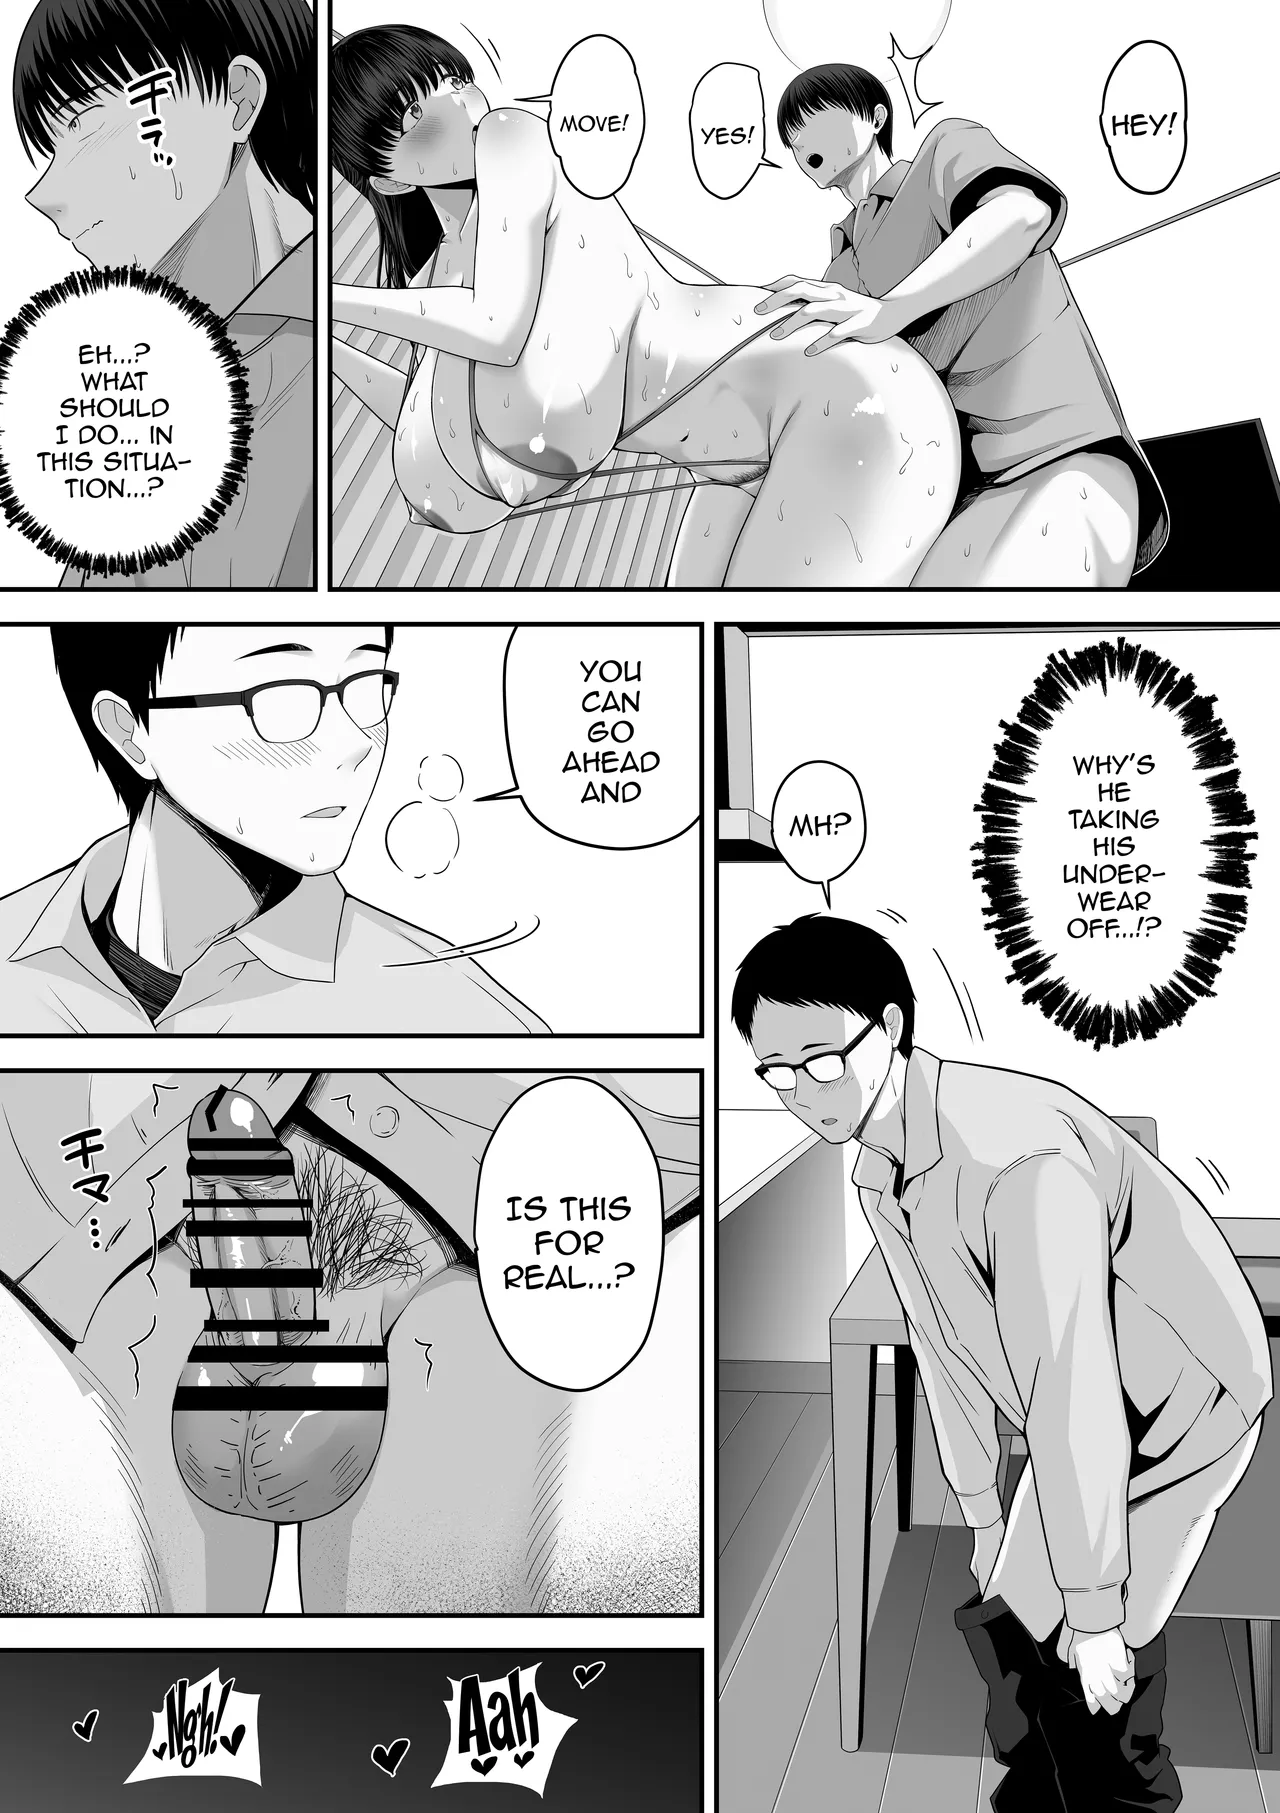 HEY!
YES!
MOVE!
チラッ
EH...?
WHAT
SHOULD
I DO... IN
THIS SITUA-
TION...?
WHY'S
HE
TAKING
HIS
UNDER-
WEAR
OFF...!?
MH?
YOU
CAN
GO
AHEAD
AND
IS THIS
FOR
REAL...?
チマ...
Aah
Ngh!